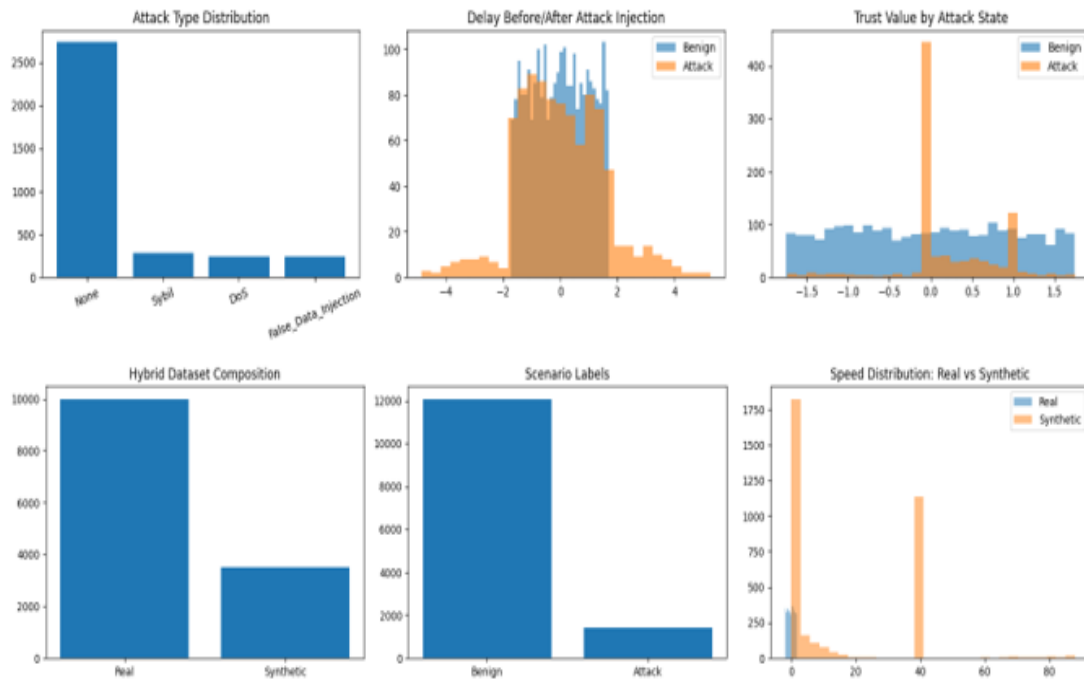 Attack Type Distribution
2500
2000
1500
1000
500
0
None
Sybil
DoS
False_Data_Injection
Delay Before/After Attack Injection
Benign
Attack
100
80
60
40
20
0
−4
−2
0
2
4
Trust Value by Attack State
Benign
Attack
400
300
200
100
0
−1.5
−1.0
−0.5
0.0
0.5
1.0
1.5
Hybrid Dataset Composition
10000
8000
6000
4000
2000
0
Real
Synthetic
Scenario Labels
12000
10000
8000
6000
4000
2000
0
Benign
Attack
Speed Distribution: Real vs Synthetic
Real
Synthetic
1750
1500
1250
1000
750
500
250
0
0
20
40
60
80